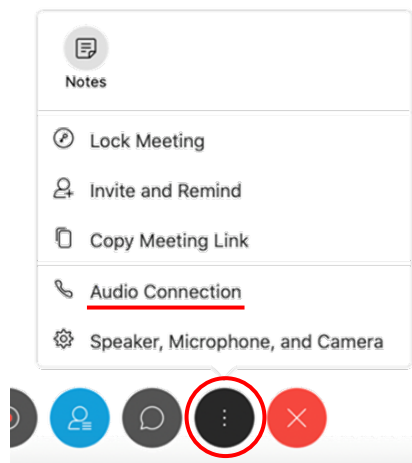 Notes
Lock Meeting
Invite and Remind
Copy Meeting Link
Audio Connection
Speaker, Microphone, and Camera